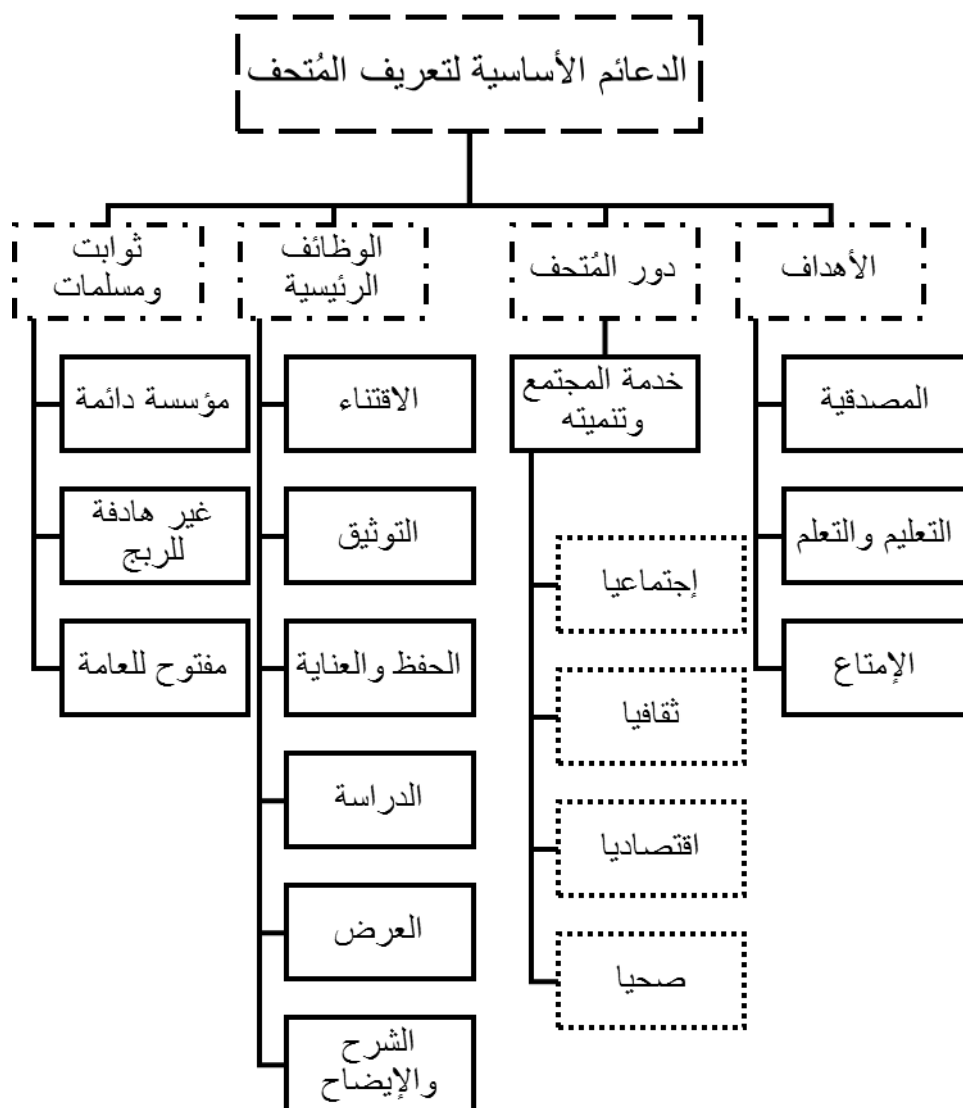 الدعائم الأساسية لتعريف المُتحف
الأهداف
المصدقية
التعليم والتعلم
الإمتاع
دور المُتحف
خدمة المجتمع
وتنميته
إجتماعيا
ثقافيا
اقتصاديا
صحيا
الوظائف
الرئيسية
الاقتناء
التوثيق
الحفظ والعناية
الدراسة
العرض
الشرح
والإيضاح
ثوابت
ومسلمات
مؤسسة دائمة
غير هادفة
للربج
مفتوح للعامة